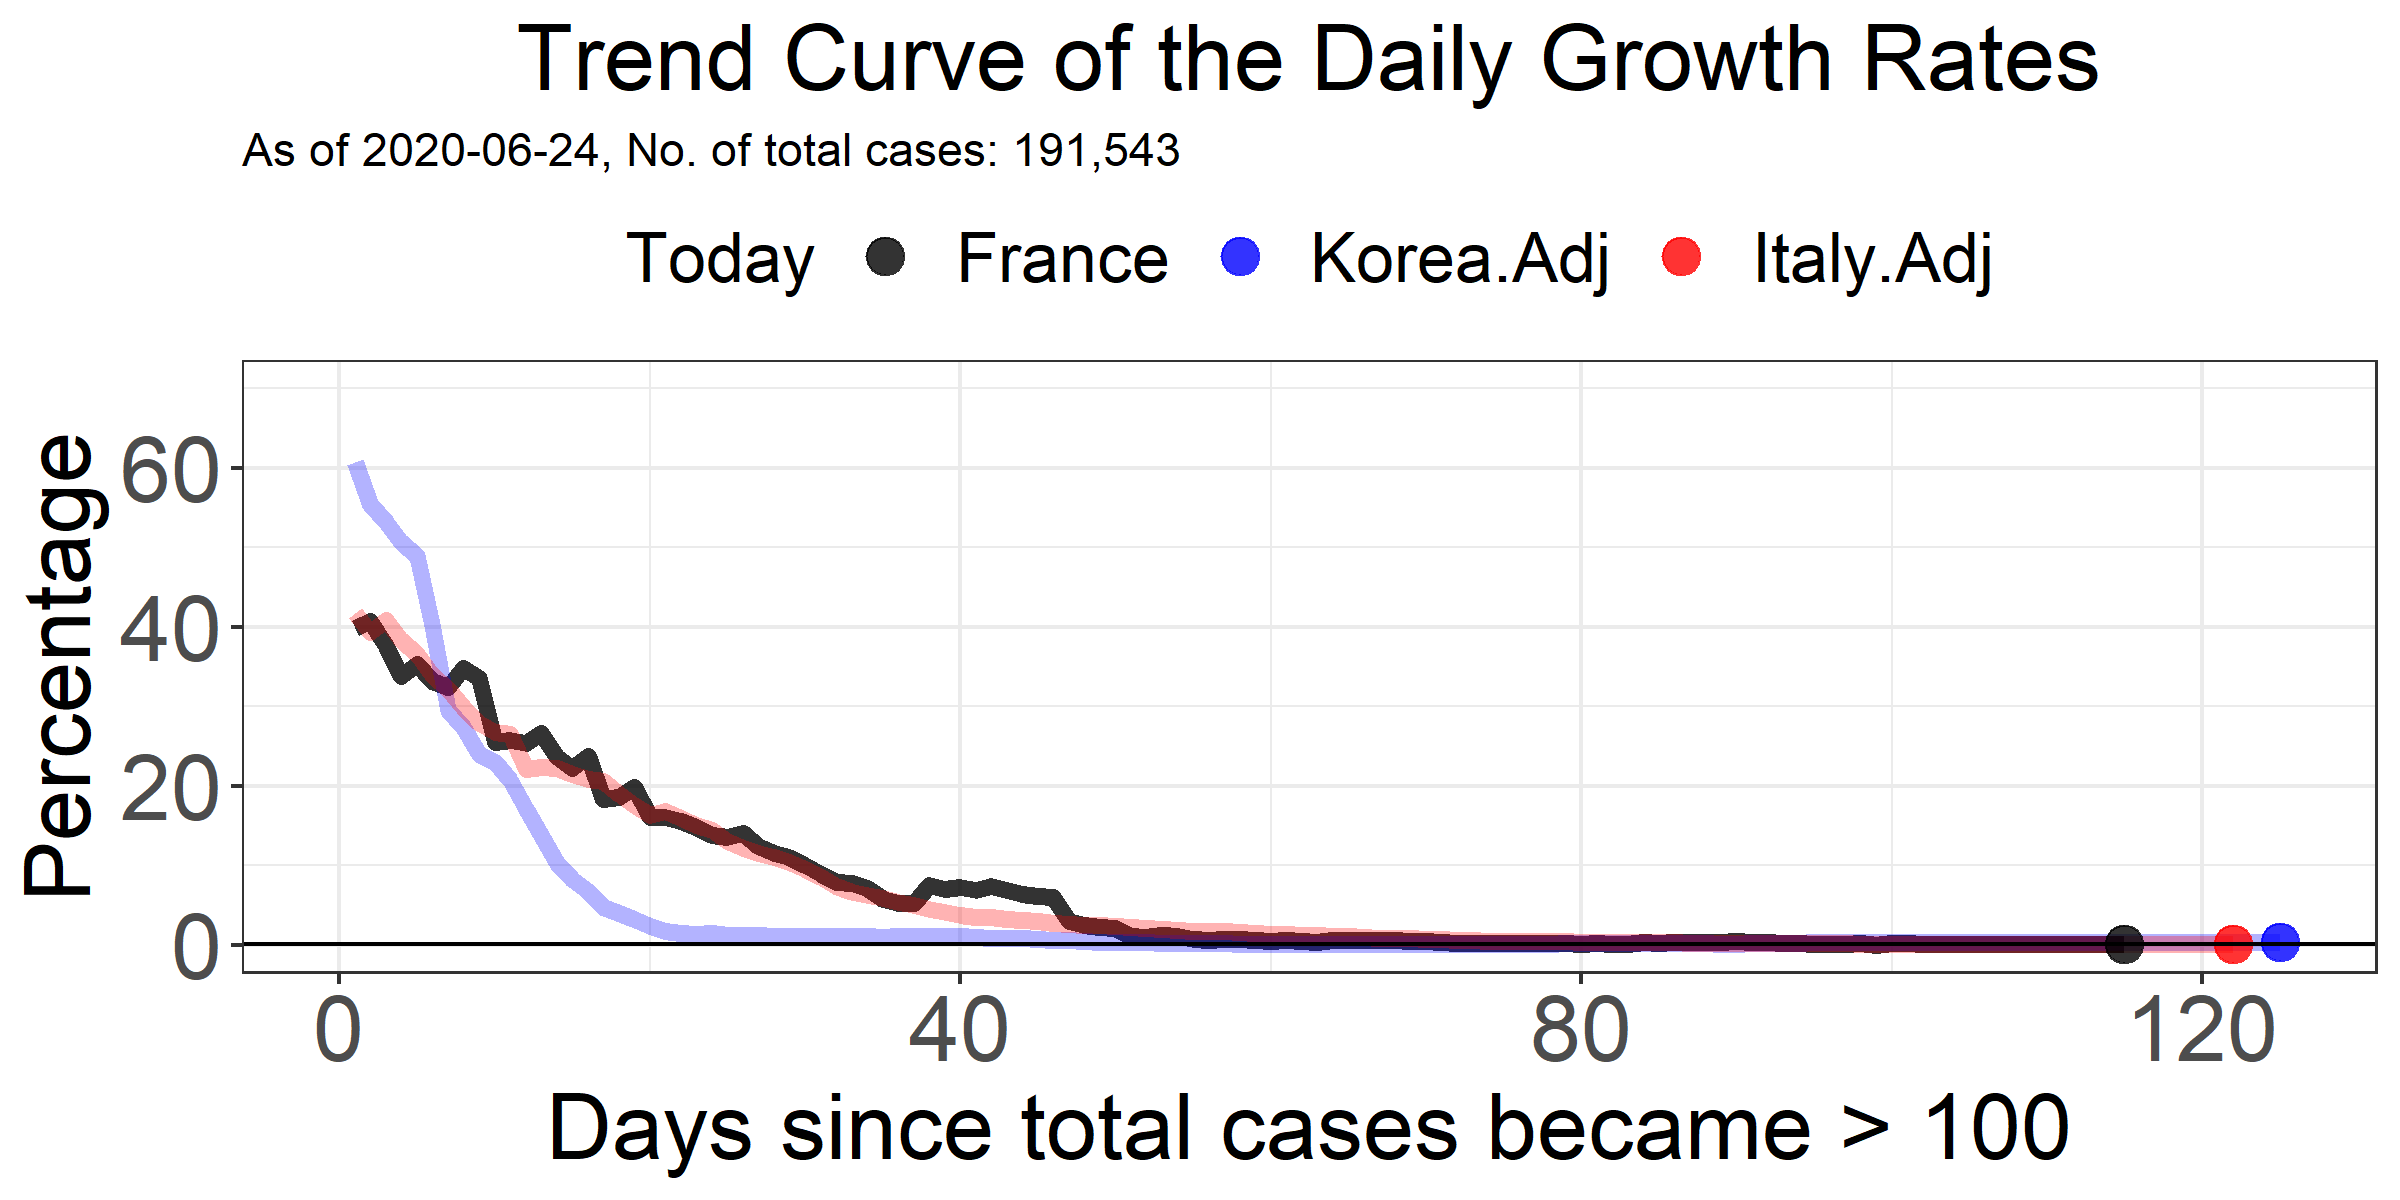 Trend Curve of the Daily Growth Rates
As of 2020-06-24, No. of total cases: 191,543
Today France Korea.Adj Italy.Adj
Percentage
60
40
20
0
0 40 80 120
Days since total cases became > 100